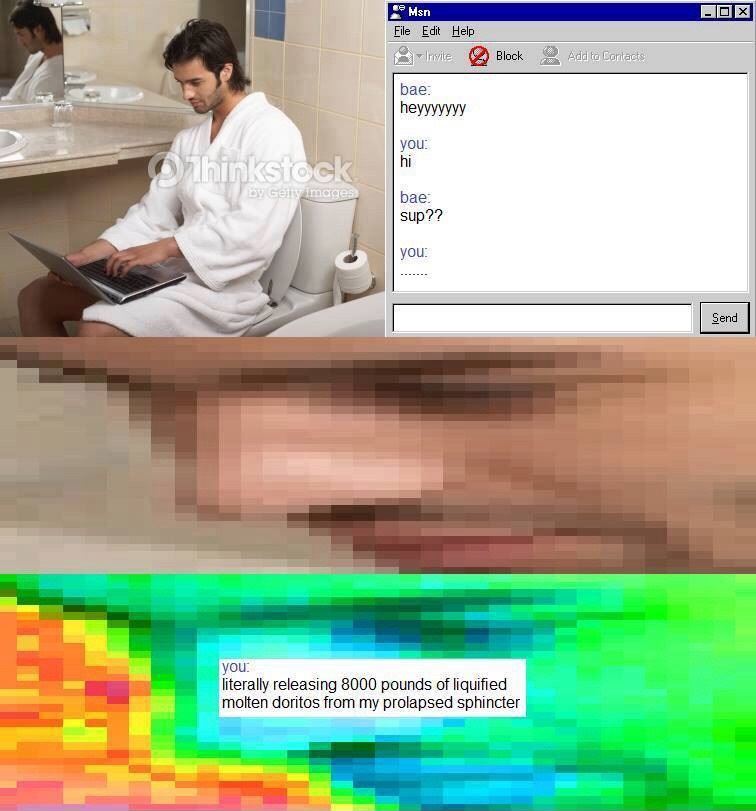 Thinkstock
by Getty Images
Msn
File Edit Help
Invite Block Add to Contacts
bae:
heyyyyyyy
you:
hi
bae:
sup??
you:
.......
Send
you:
literally releasing 8000 pounds of liquified
molten doritos from my prolapsed sphincter